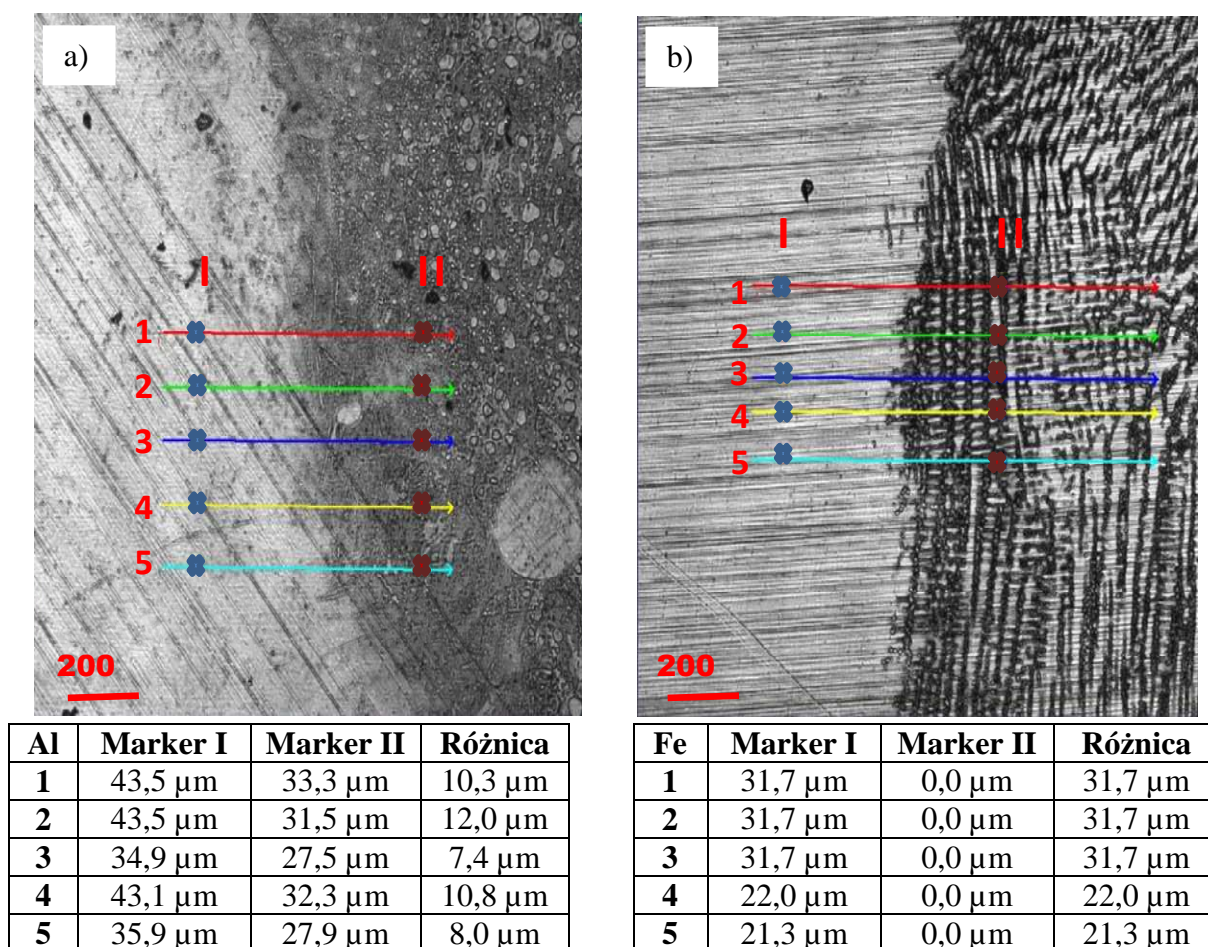 a)
I II
1
2
3
4
5
200
b)
I II
1
2
3
4
5
200
Al Marker I Marker II Różnica
1 43,5 µm 33,3 µm 10,3 µm
2 43,5 µm 31,5 µm 12,0 µm
3 34,9 µm 27,5 µm 7,4 µm
4 43,1 µm 32,3 µm 10,8 µm
5 35,9 µm 27,9 µm 8,0 µm
Fe Marker I Marker II Różnica
1 31,7 µm 0,0 µm 31,7 µm
2 31,7 µm 0,0 µm 31,7 µm
3 31,7 µm 0,0 µm 31,7 µm
4 22,0 µm 0,0 µm 22,0 µm
5 21,3 µm 0,0 µm 21,3 µm